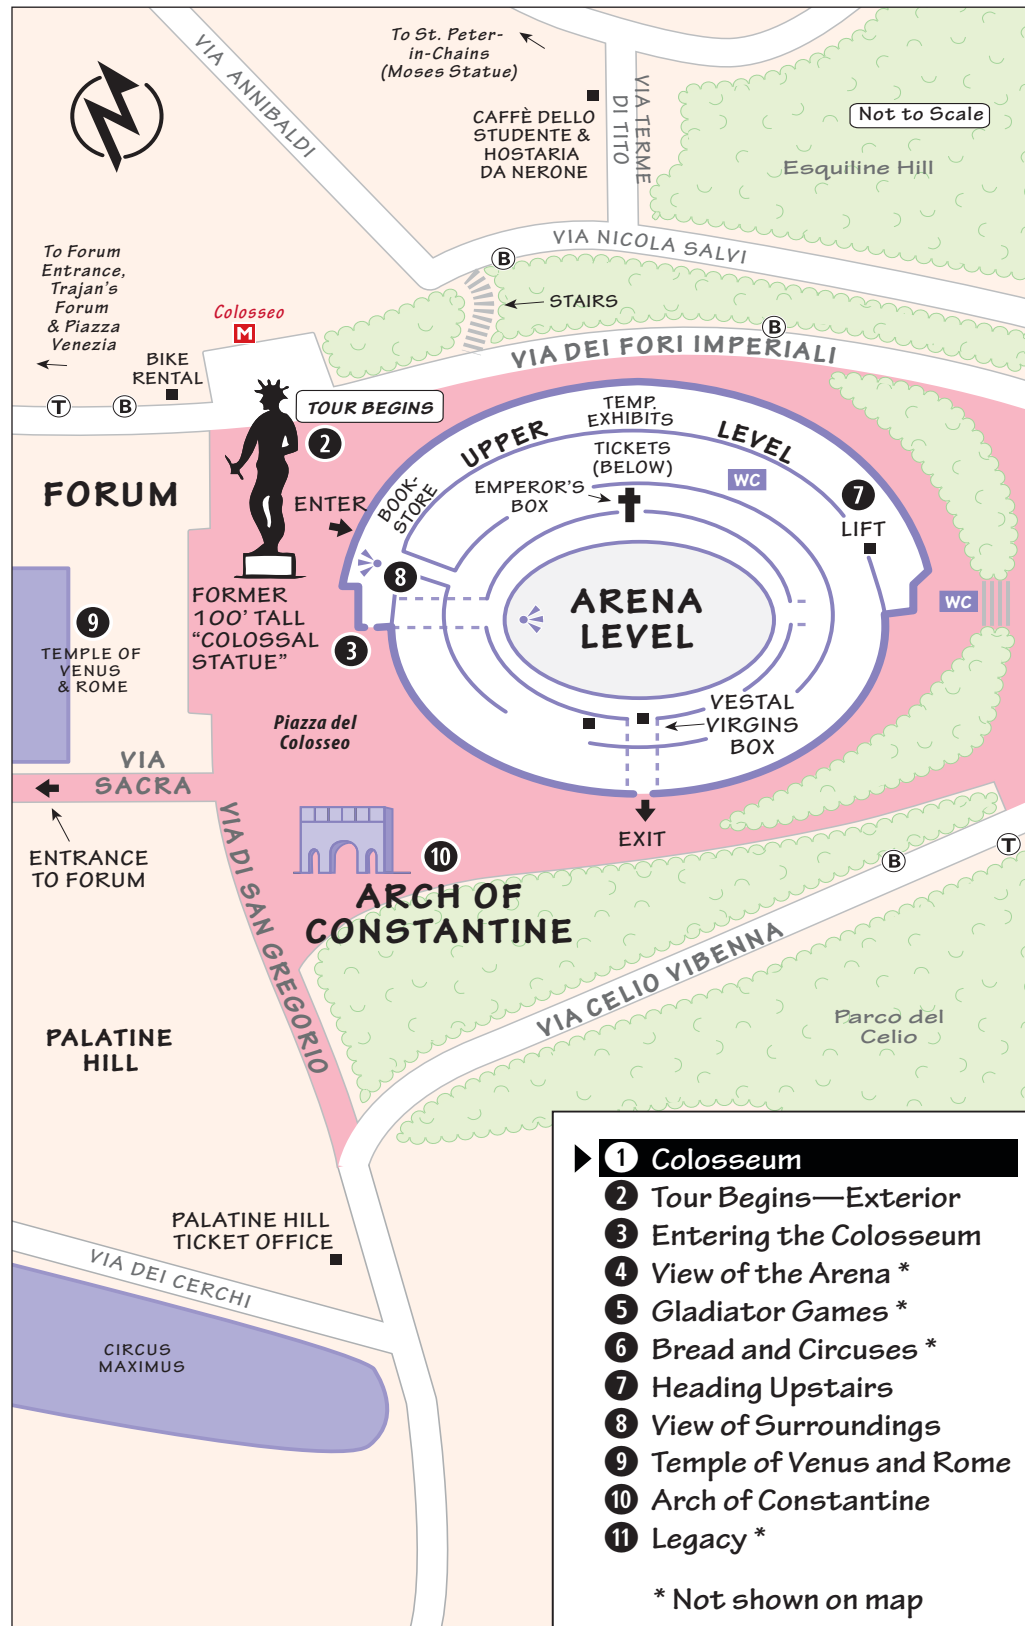 To St. Peter-
in-Chains
(Moses Statue)
VIA ANNIBALDI
CAFFÈ DELLO
STUDENTE &
HOSTARIA
DA NERONE
VIA TERME
DI TITO
Not to Scale
Esquiline Hill
VIA NICOLA SALVI
To Forum
Entrance,
Trajan's
Forum
& Piazza
Venezia
B
STAIRS
Colosseo
M
BIKE
RENTAL
T
B
B
VIA DEI FORI IMPERIALI
TOUR BEGINS
2
FORUM
ENTER
BOOK-
STORE
UPPER
LEVEL
TEMP.
EXHIBITS
TICKETS
(BELOW)
EMPEROR'S
BOX
WC
7
LIFT
8
ARENA
LEVEL
WC
FORMER
100' TALL
“COLOSSAL
STATUE”
3
9
TEMPLE OF
VENUS
& ROME
Piazza del
Colosseo
VESTAL
VIRGINS
BOX
VIA
SACRA
EXIT
ENTRANCE
TO FORUM
VIA DI SAN GREGORIO
10
ARCH OF
CONSTANTINE
B
T
VIA CELIO VIBENNA
Parco del
Celio
PALATINE
HILL
PALATINE HILL
TICKET OFFICE
VIA DEI CERCHI
CIRCUS
MAXIMUS
1 Colosseum
2 Tour Begins—Exterior
3 Entering the Colosseum
4 View of the Arena *
5 Gladiator Games *
6 Bread and Circuses *
7 Heading Upstairs
8 View of Surroundings
9 Temple of Venus and Rome
10 Arch of Constantine
11 Legacy *
* Not shown on map